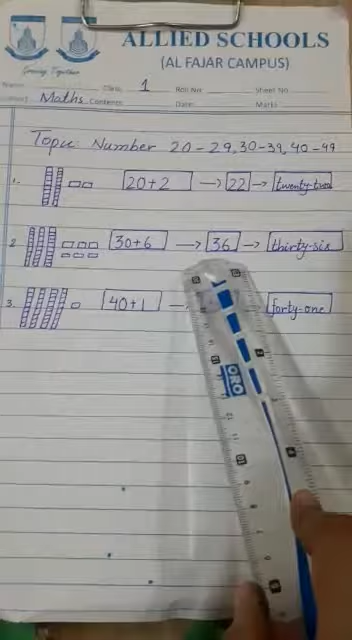 ALLIED SCHOOLS
(AL FAJAR CAMPUS)
Growing Together
Name: Class: 1 Roll No Sheet No
Maths Contents: Date: Marks
Topic: Number 20-29, 30-39, 40-49
1. 20+2 → 22 → twenty-two
2 30+6 → 36 → thirty-six
3. 40+1 → forty-one
ORO